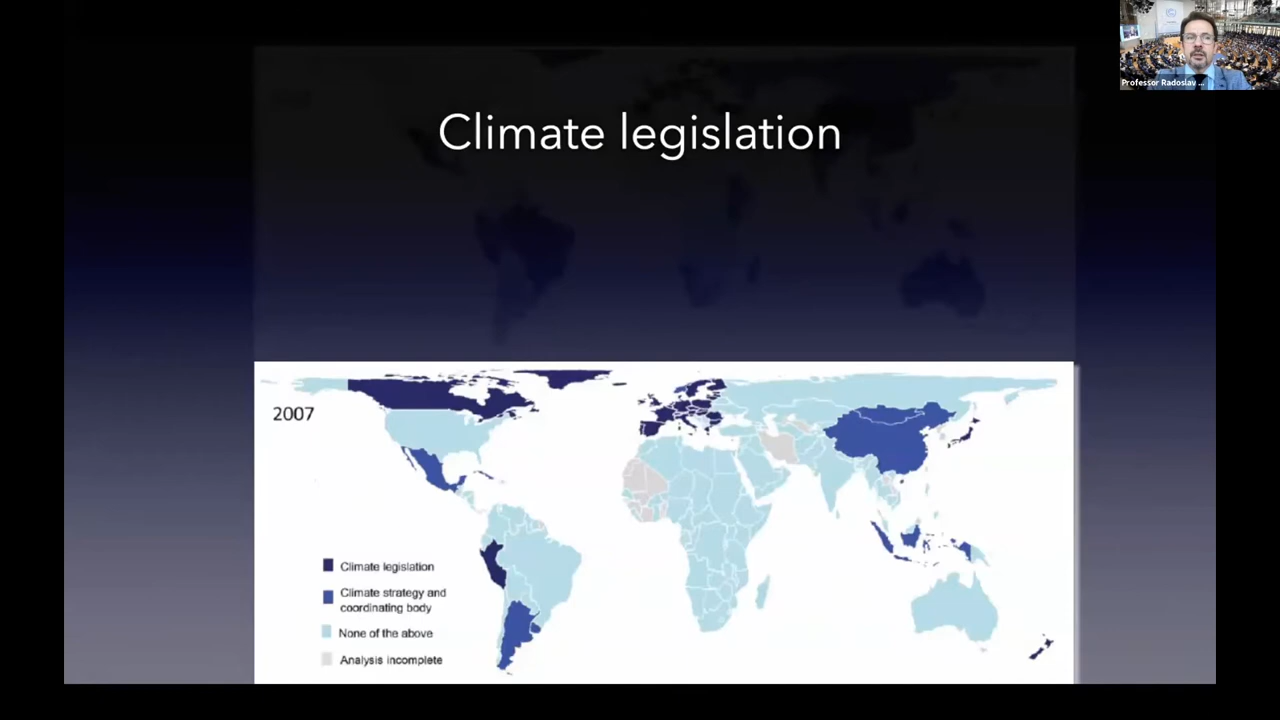 Professor Radoslav ...
Climate legislation
2007
Climate legislation
Climate strategy and
coordinating body
None of the above
Analysis incomplete